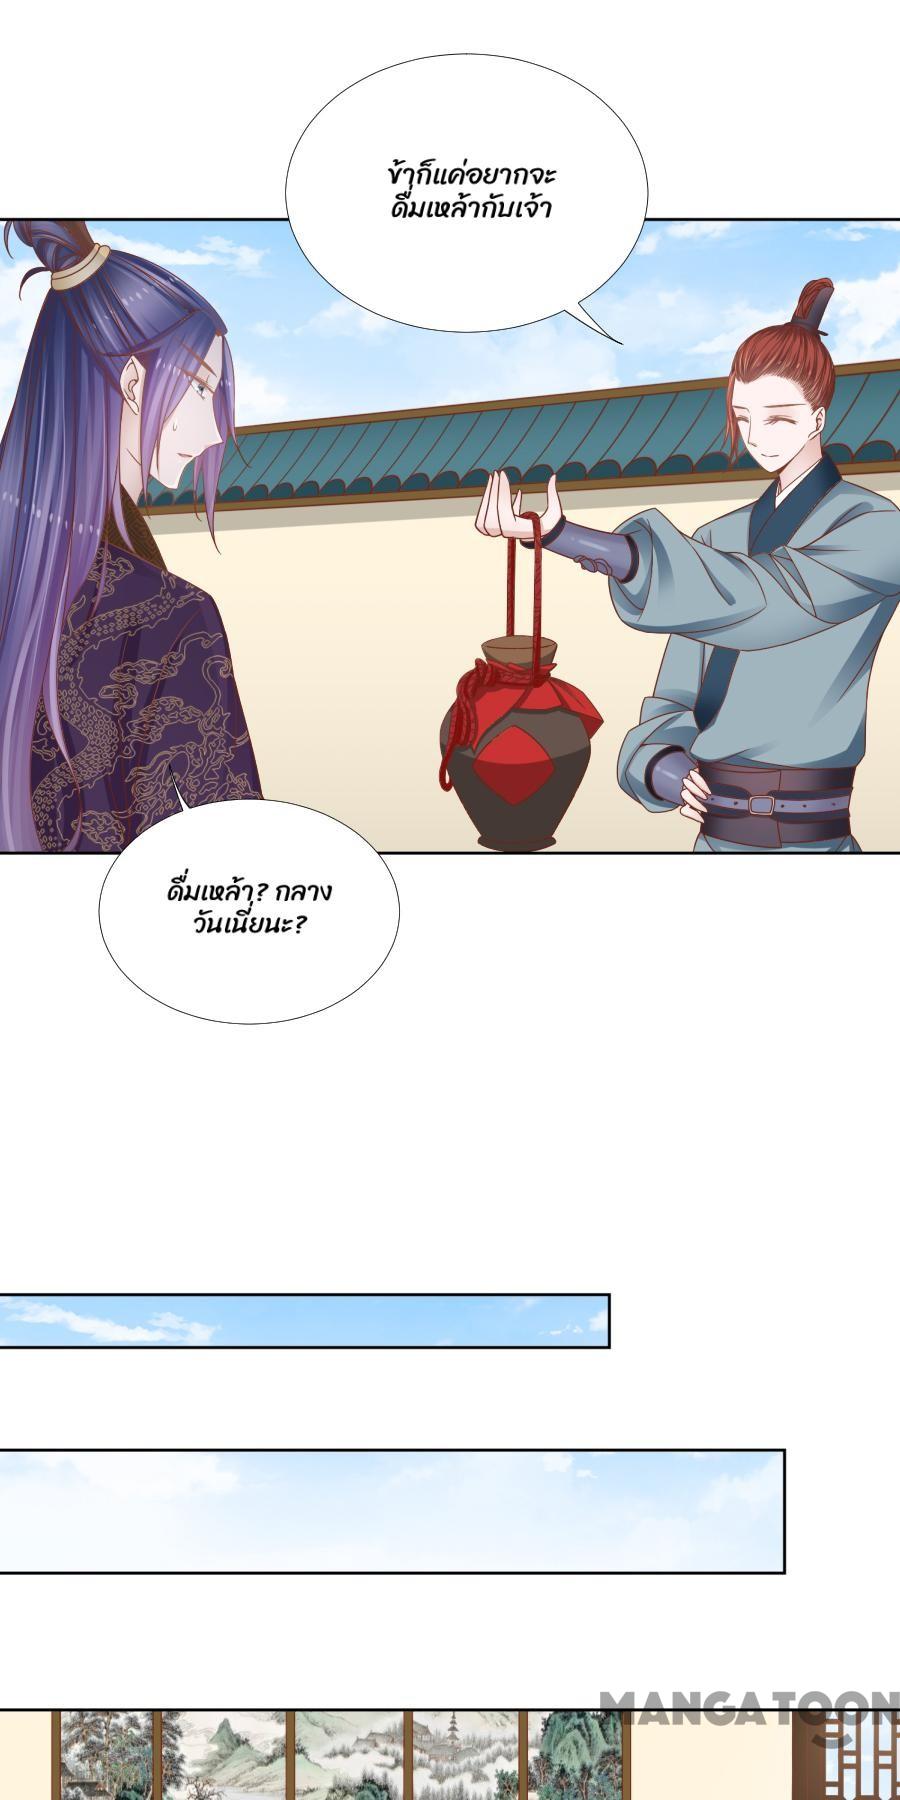 ข้าก็แค่อยากจะ
ดื่มเหล้ากับเจ้า
ดื่มเหล้า? กลาง
วันเนี่ยนะ?
MANGATOON